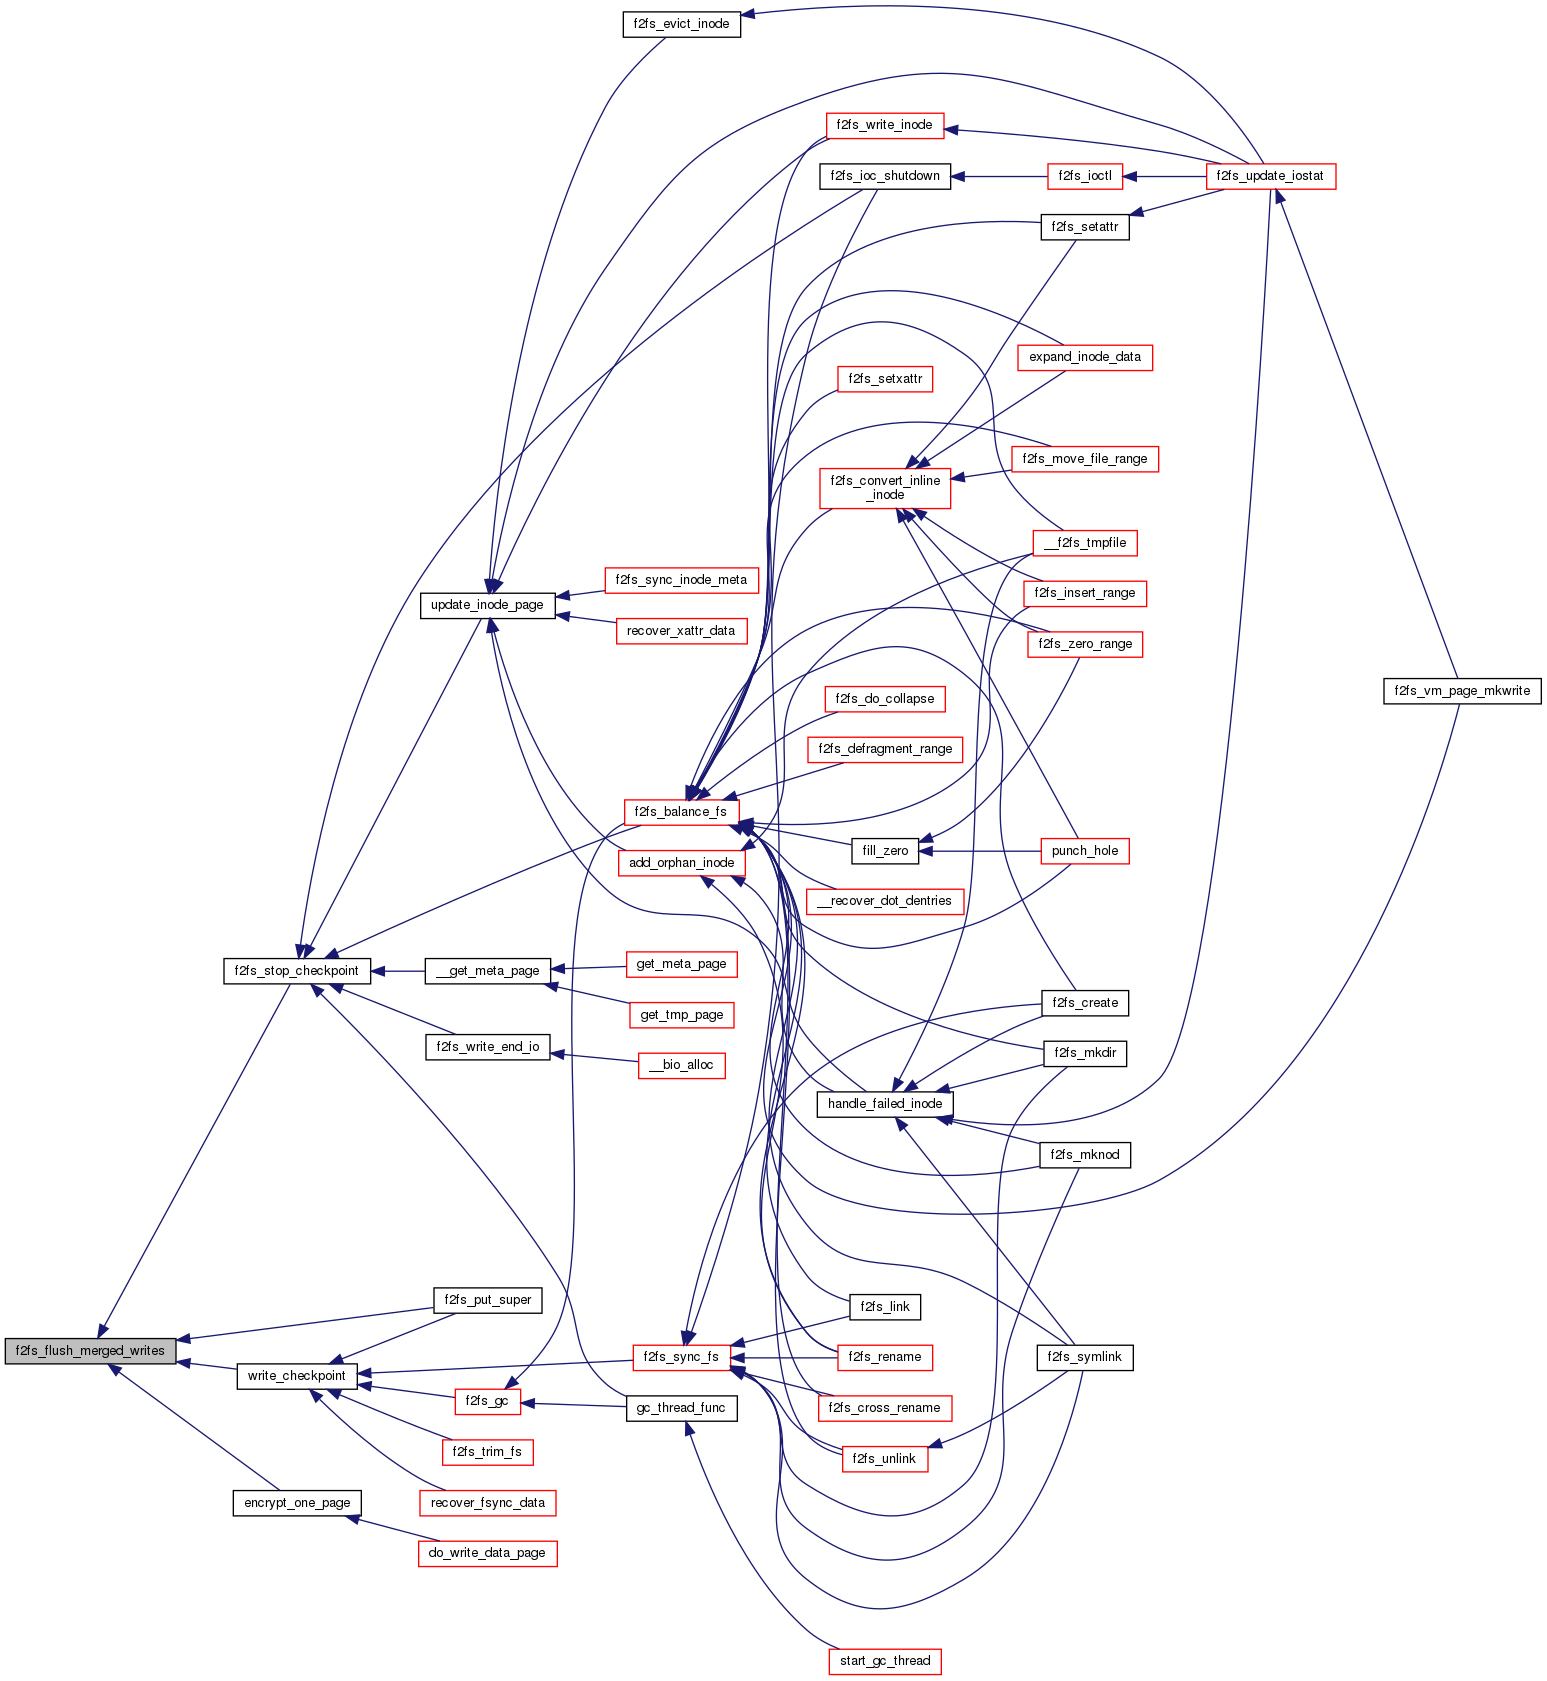 f2fs_evict_inode
f2fs_write_inode
f2fs_ioc_shutdown
f2fs_ioctl
f2fs_update_iostat
f2fs_setattr
expand_inode_data
f2fs_setxattr
f2fs_move_file_range
f2fs_convert_inline
_inode
__f2fs_tmpfile
f2fs_sync_inode_meta
f2fs_insert_range
update_inode_page
recover_xattr_data
f2fs_zero_range
f2fs_vm_page_mkwrite
f2fs_do_collapse
f2fs_defragment_range
f2fs_balance_fs
fill_zero
punch_hole
add_orphan_inode
__recover_dot_dentries
f2fs_stop_checkpoint
__get_meta_page
get_meta_page
get_tmp_page
f2fs_create
f2fs_write_end_io
__bio_alloc
f2fs_mkdir
handle_failed_inode
f2fs_mknod
f2fs_put_super
f2fs_link
f2fs_flush_merged_writes
write_checkpoint
f2fs_sync_fs
f2fs_rename
f2fs_symlink
f2fs_gc
gc_thread_func
f2fs_cross_rename
f2fs_trim_fs
f2fs_unlink
encrypt_one_page
recover_fsync_data
do_write_data_page
start_gc_thread